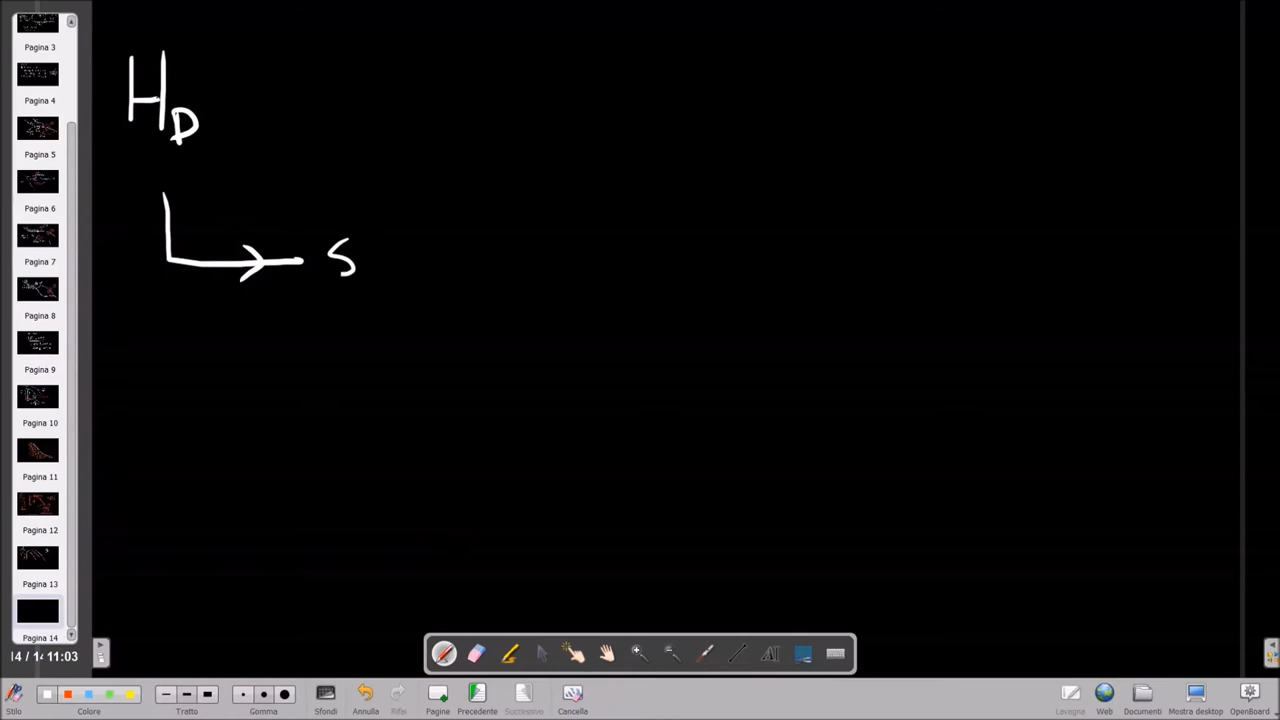 H_D
S
Pagina 3
Pagina 4
Pagina 5
Pagina 6
Pagina 7
Pagina 8
Pagina 9
Pagina 10
Pagina 11
Pagina 12
Pagina 13
Pagina 14
4 / 14 11:03
Stilo Colore Tratto Gomma Sfondi Annulla Rifai Pagine Precedente Successivo Cancella Lavagna Web Documenti Mostra desktop OpenBoard